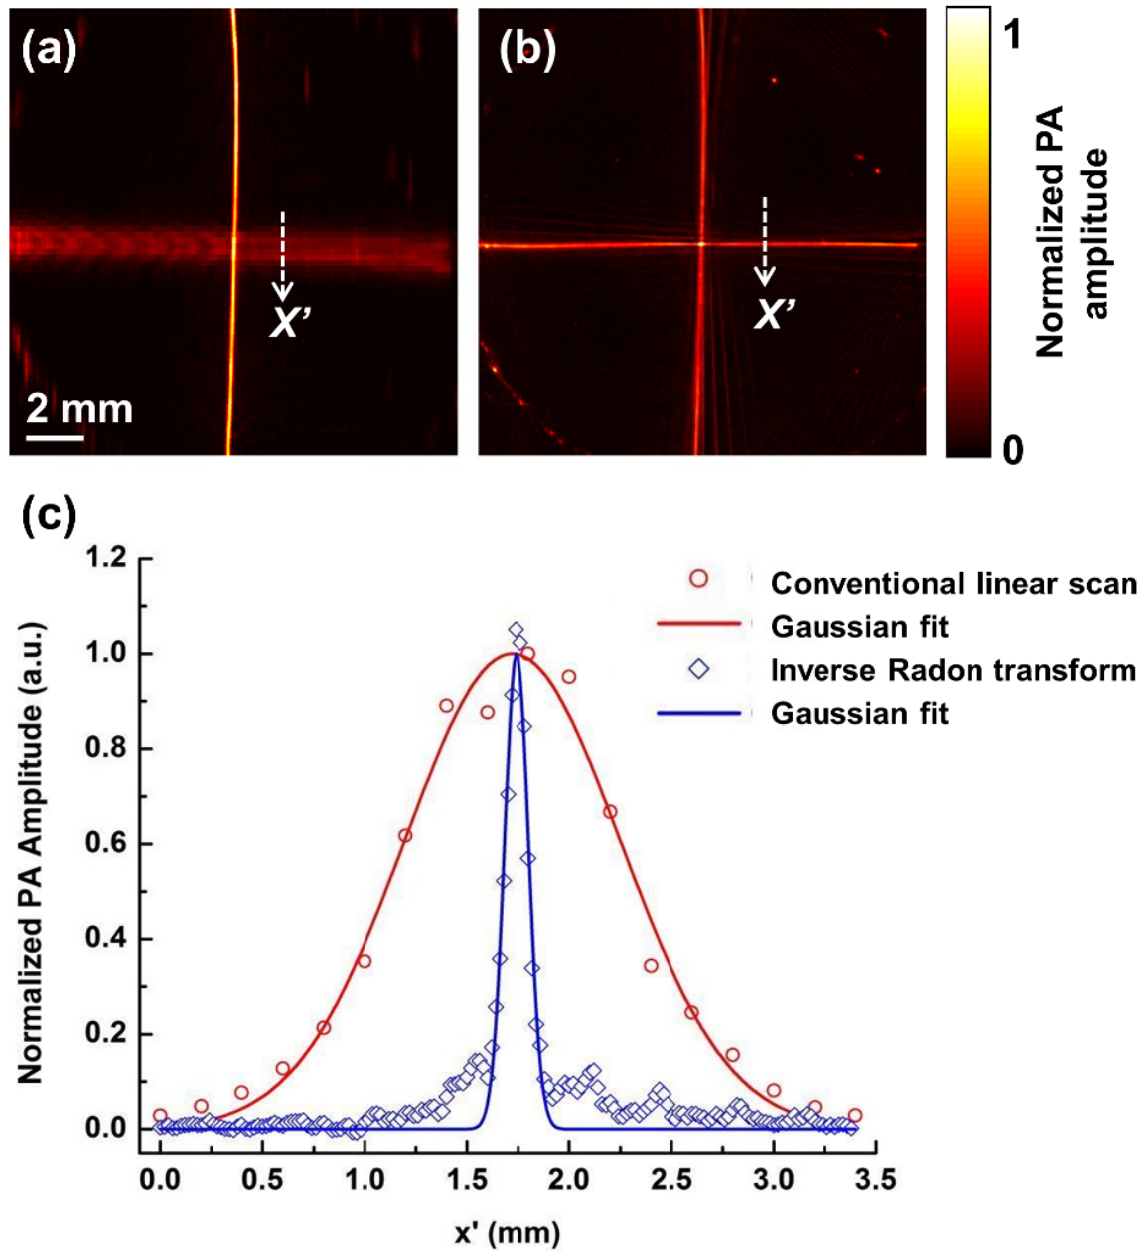 (a)
(b)
X’
X’
2 mm
1
0
Normalized PA
amplitude
(c)
1.2
1.0
0.8
0.6
0.4
0.2
0.0
Normalized PA Amplitude (a.u.)
Conventional linear scan
Gaussian fit
Inverse Radon transform
Gaussian fit
0.0 0.5 1.0 1.5 2.0 2.5 3.0 3.5
x' (mm)